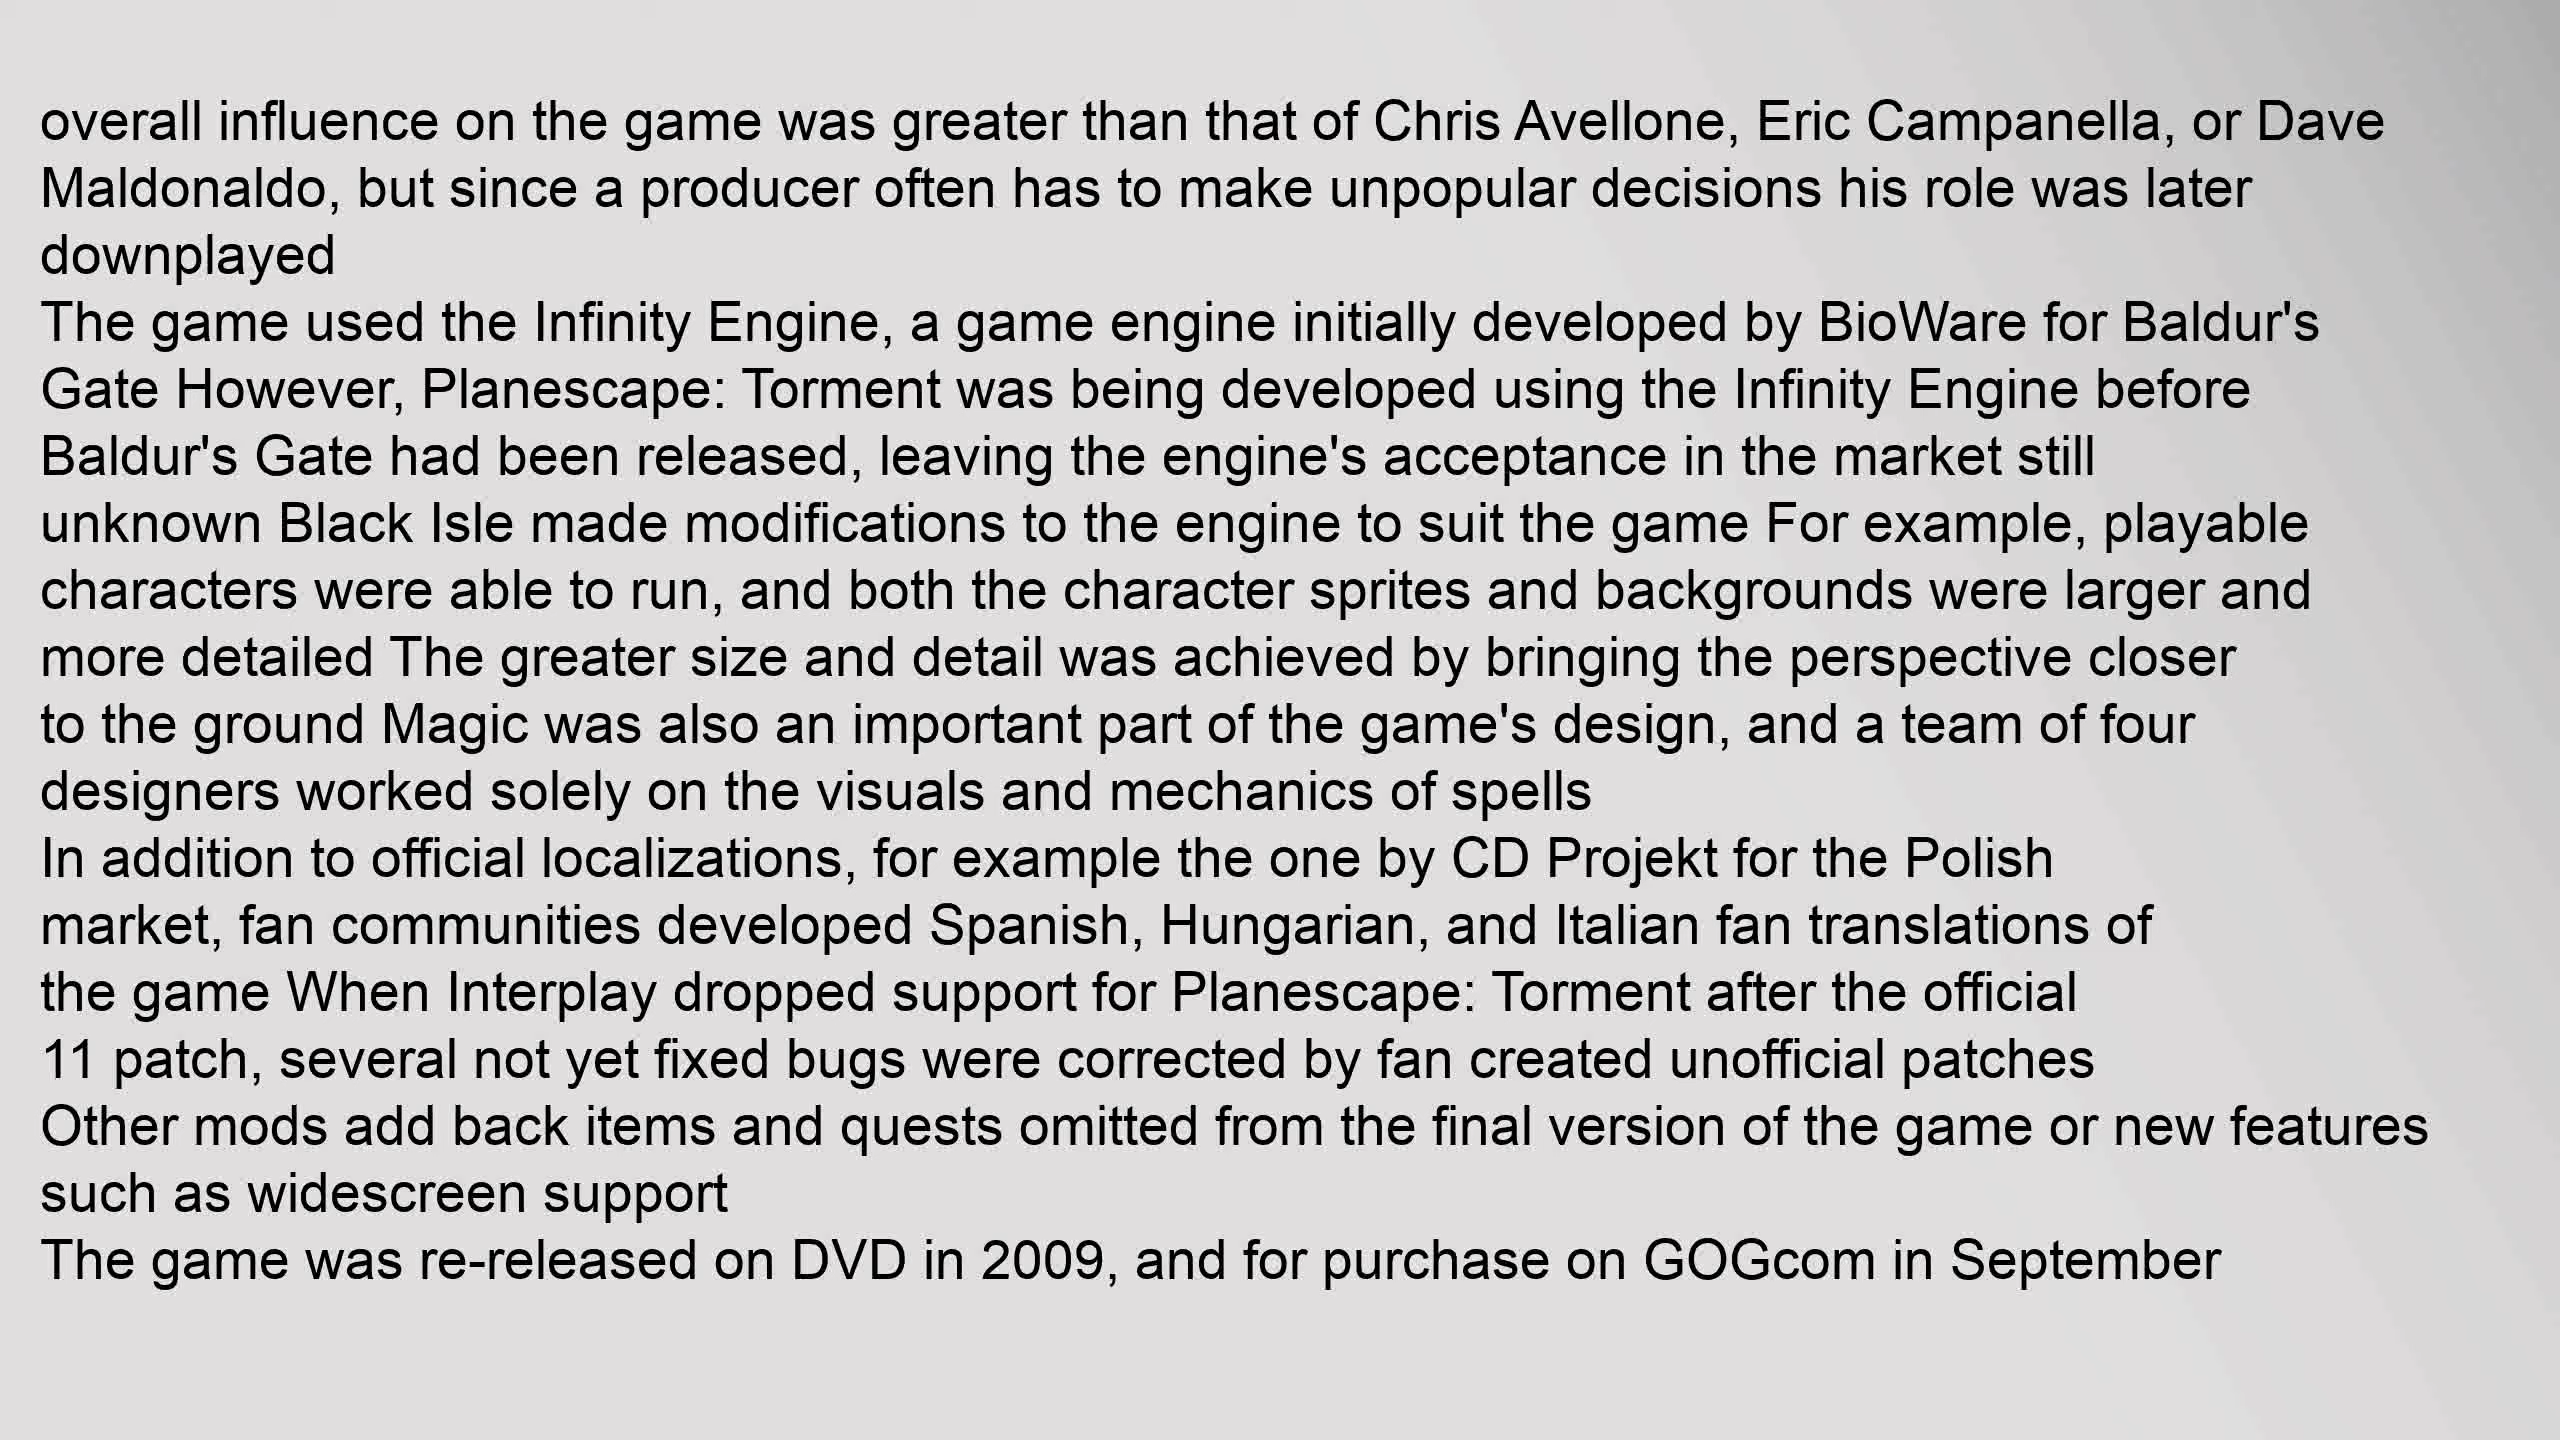 overall influence on the game was greater than that of Chris Avellone, Eric Campanella, or Dave
Maldonaldo, but since a producer often has to make unpopular decisions his role was later
downplayed
The game used the Infinity Engine, a game engine initially developed by BioWare for Baldur's
Gate However, Planescape: Torment was being developed using the Infinity Engine before
Baldur's Gate had been released, leaving the engine's acceptance in the market still
unknown Black Isle made modifications to the engine to suit the game For example, playable
characters were able to run, and both the character sprites and backgrounds were larger and
more detailed The greater size and detail was achieved by bringing the perspective closer
to the ground Magic was also an important part of the game's design, and a team of four
designers worked solely on the visuals and mechanics of spells
In addition to official localizations, for example the one by CD Projekt for the Polish
market, fan communities developed Spanish, Hungarian, and Italian fan translations of
the game When Interplay dropped support for Planescape: Torment after the official
11 patch, several not yet fixed bugs were corrected by fan created unofficial patches
Other mods add back items and quests omitted from the final version of the game or new features
such as widescreen support
The game was re-released on DVD in 2009, and for purchase on GOGcom in September